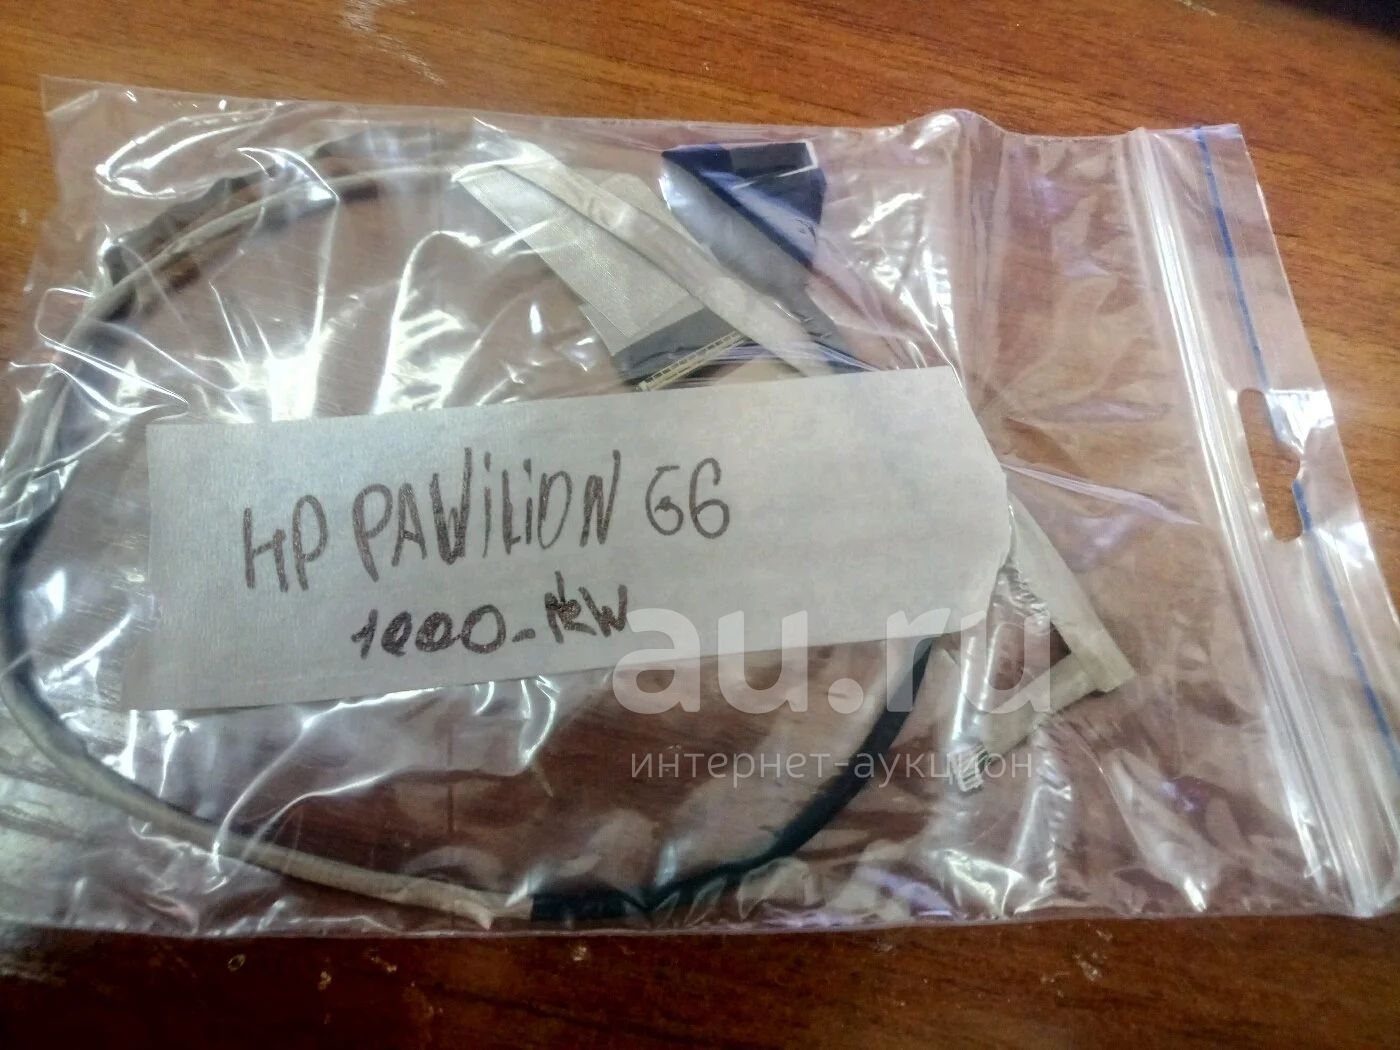 HP PAWiLiON G6
1000-KW
au.ru
интернет-аукцион